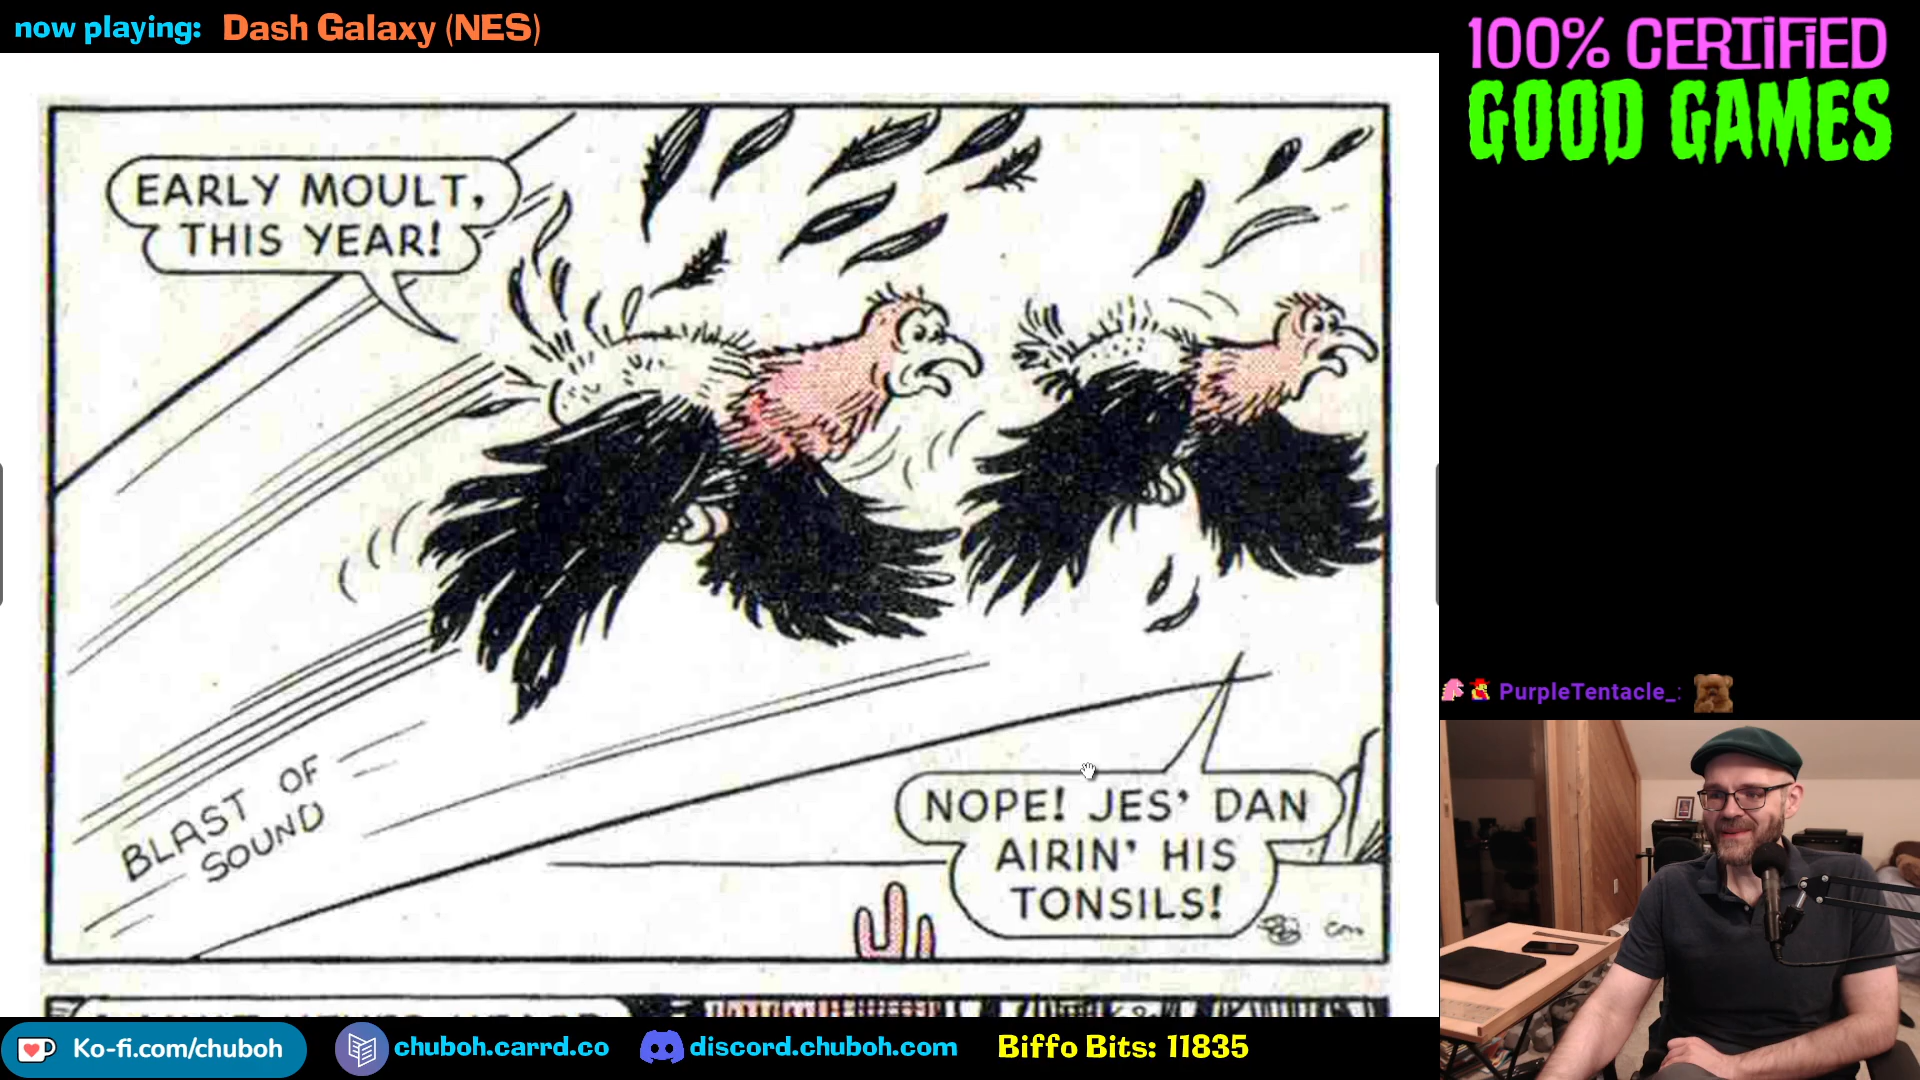 now playing: Dash Galaxy (NES)
100% CERTiFiED
GOOD GAMES
EARLY MOULT,
THIS YEAR!
BLAST OF
SOUND
NOPE! JES' DAN
AIRIN' HIS
TONSILS!
PurpleTentacle_:
Ko-fi.com/chuboh
chuboh.carrd.co
discord.chuboh.com
Biffo Bits: 11835